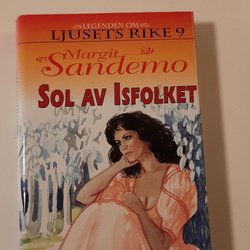 LEGENDEN OM
LJUSETS RIKE 9
Margit
Sandemo
SOL AV ISFOLKET